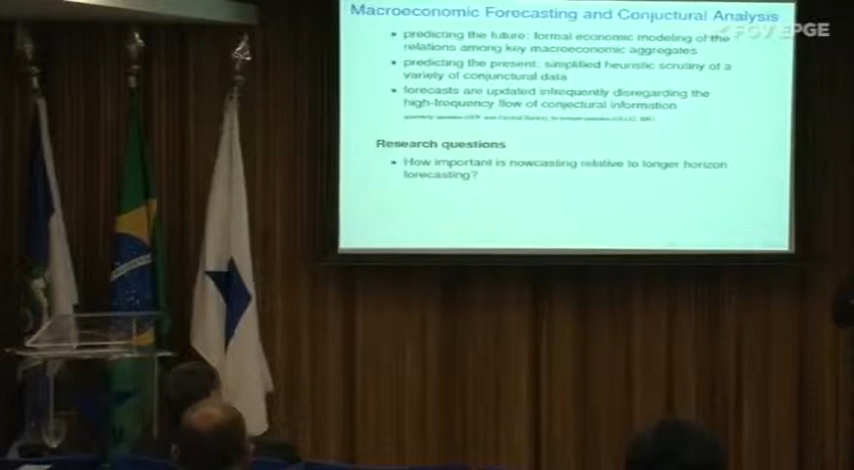 Macroeconomic Forecasting and Conjuctural Analysis
FGV EPGE
predicting the future: formal economic modeling of the
relations among key macroeconomic aggregates
predicting the present: simplified heuristic scrutiny of a
variety of conjunctural data
forecasts are updated infrequently disregarding the
high-frequency flow of conjectural information
Research questions
How important is nowcasting relative to longer horizon
forecasting?